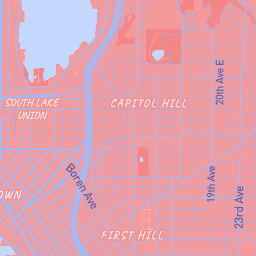 20th Ave E
SOUTH LAKE
UNION
CAPITOL HILL
Boren Ave
19th Ave
23rd Ave
OWN
FIRST HILL